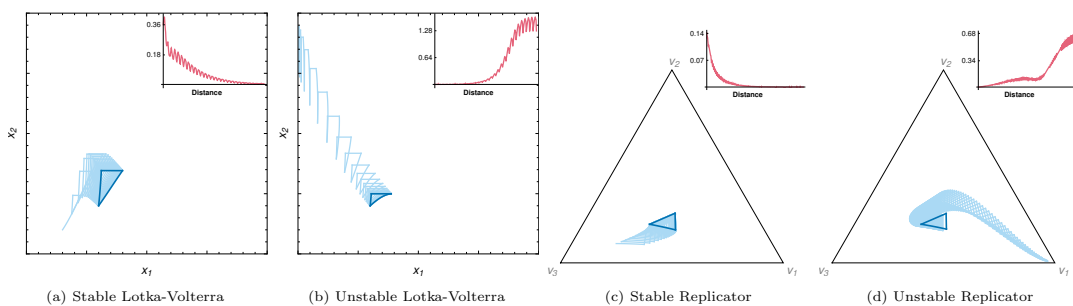 0.36
0.18
Distance
x2
x1
(a) Stable Lotka-Volterra
1.28
0.64
Distance
x2
x1
(b) Unstable Lotka-Volterra
0.14
0.07
Distance
v2
v3
v1
(c) Stable Replicator
0.68
0.34
Distance
v2
v3
v1
(d) Unstable Replicator